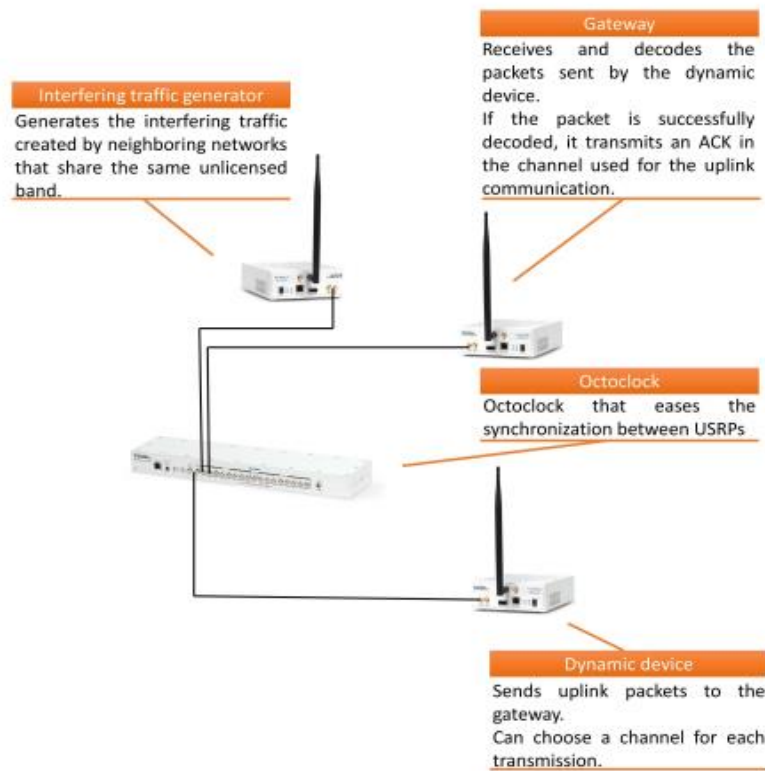 Gateway
Receives and decodes the
packets sent by the dynamic
device.
If the packet is successfully
decoded, it transmits an ACK in
the channel used for the uplink
communication.
Interfering traffic generator
Generates the interfering traffic
created by neighboring networks
that share the same unlicensed
band.
Octoclock
Octoclock that eases the
synchronization between USRPs
Dynamic device
Sends uplink packets to the
gateway.
Can choose a channel for each
transmission.